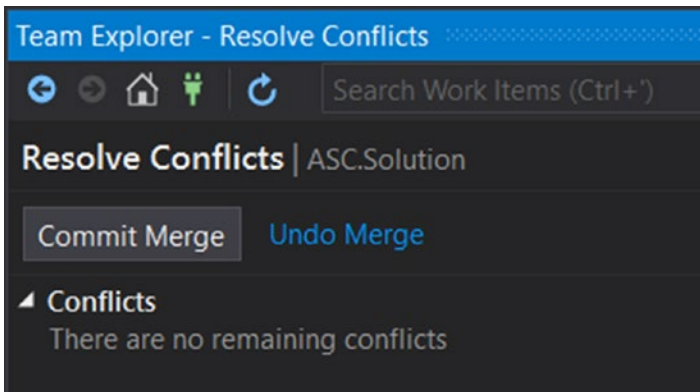 Team Explorer - Resolve Conflicts
Search Work Items (Ctrl+')
Resolve Conflicts | ASC.Solution
Commit Merge Undo Merge
Conflicts
There are no remaining conflicts